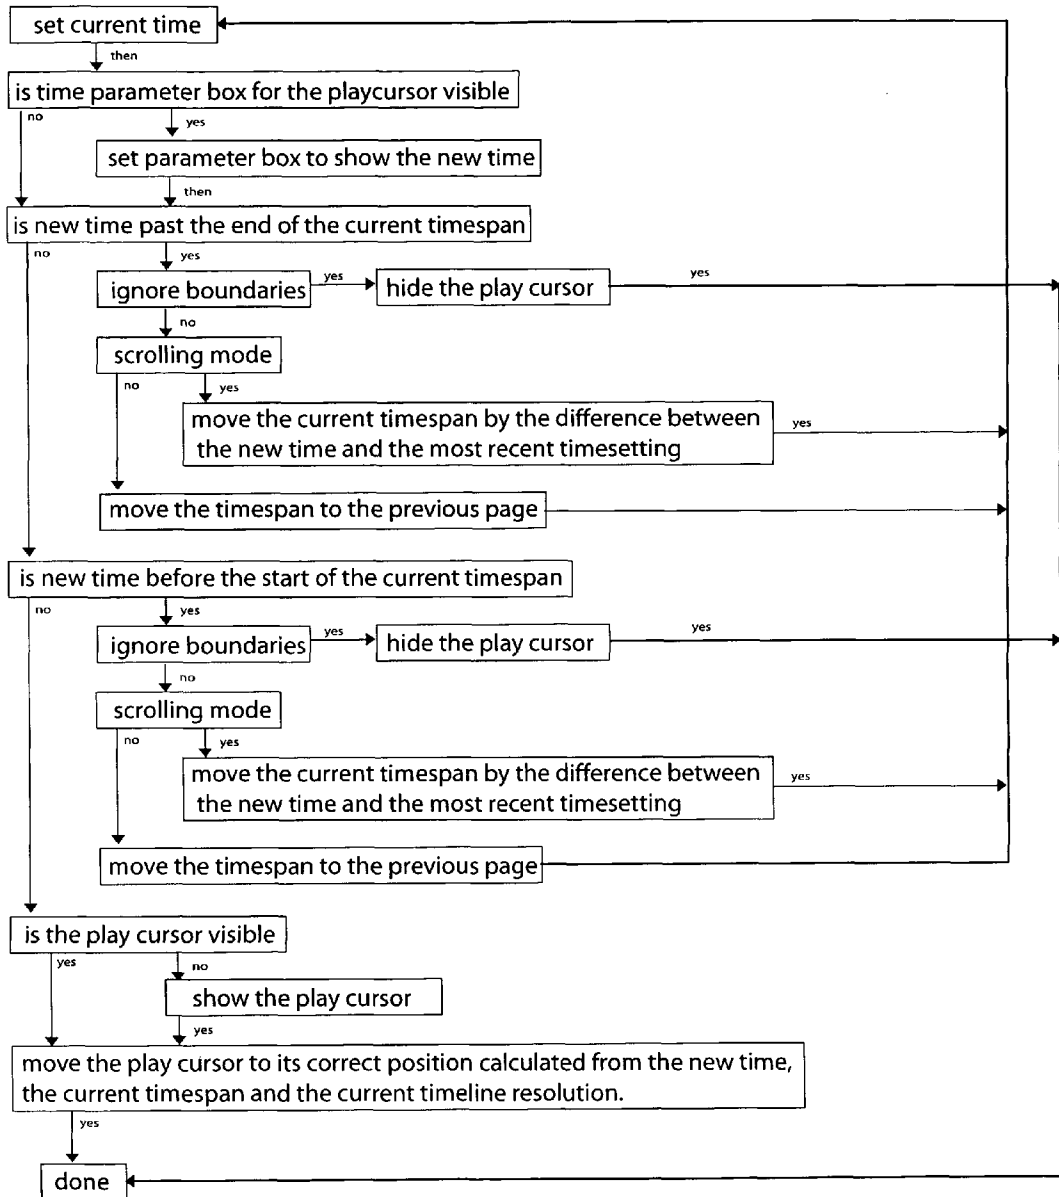 set current time
then
is time parameter box for the playcursor visible
no
yes
set parameter box to show the new time
then
is new time past the end of the current timespan
no
yes
ignore boundaries
yes
hide the play cursor
yes
no
scrolling mode
no
yes
move the current timespan by the difference between
the new time and the most recent timesetting
yes
move the timespan to the previous page
is new time before the start of the current timespan
no
yes
ignore boundaries
yes
hide the play cursor
yes
no
scrolling mode
no
yes
move the current timespan by the difference between
the new time and the most recent timesetting
yes
move the timespan to the previous page
is the play cursor visible
yes
no
show the play cursor
yes
move the play cursor to its correct position calculated from the new time,
the current timespan and the current timeline resolution.
yes
done